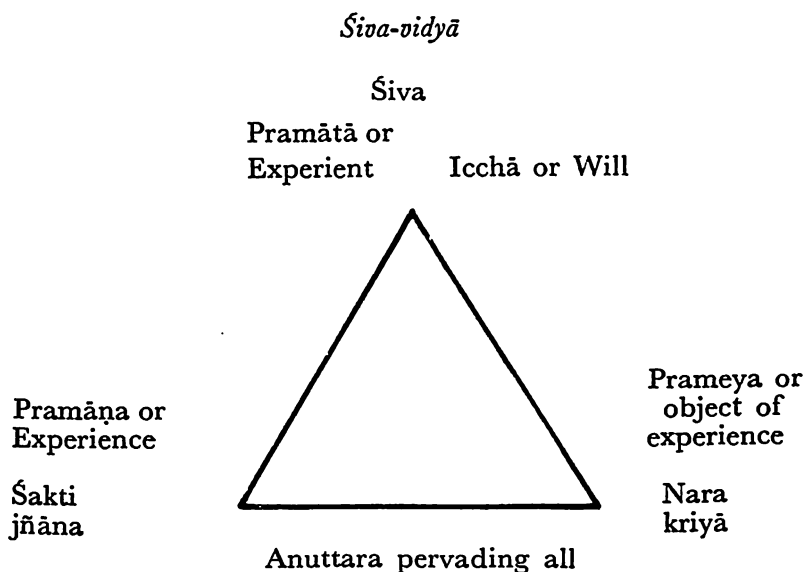 Śiva-vidyā
Śiva
Pramātā or
Experient Icchā or Will
Prameya or
object of
experience
Pramāṇa or
Experience
Śakti
jñāna
Nara
kriyā
Anuttara pervading all